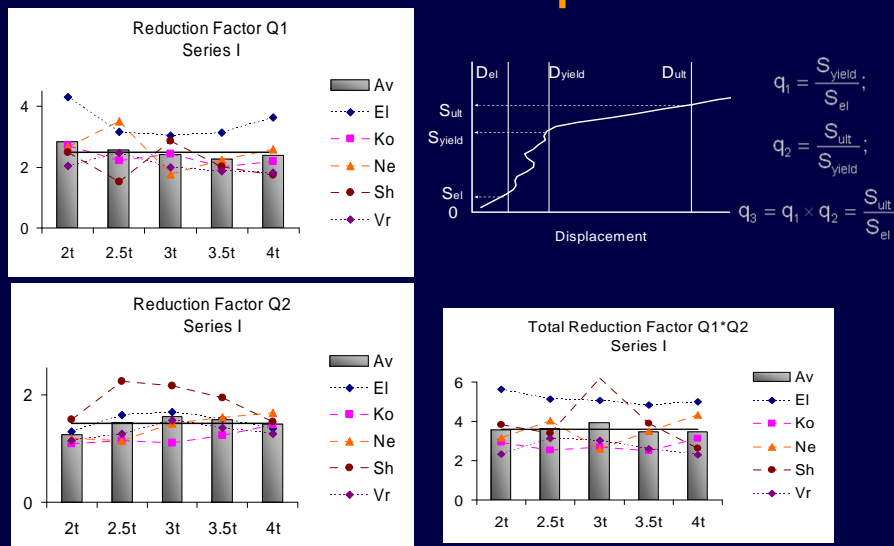 Reduction Factor Q1
Series I
4
2
0
2t 2.5t 3t 3.5t 4t
Av
El
Ko
Ne
Sh
Vr
Del Dyield Dult
Sult
Syield
Sel
0
Displacement
q1 = Syield / Sel ;
q2 = Sult / Syield ;
q3 = q1 × q2 = Sult / Sel
Reduction Factor Q2
Series I
2
0
2t 2.5t 3t 3.5t 4t
Av
El
Ko
Ne
Sh
Vr
Total Reduction Factor Q1*Q2
Series I
6
4
2
0
2t 2.5t 3t 3.5t 4t
Av
El
Ko
Ne
Sh
Vr